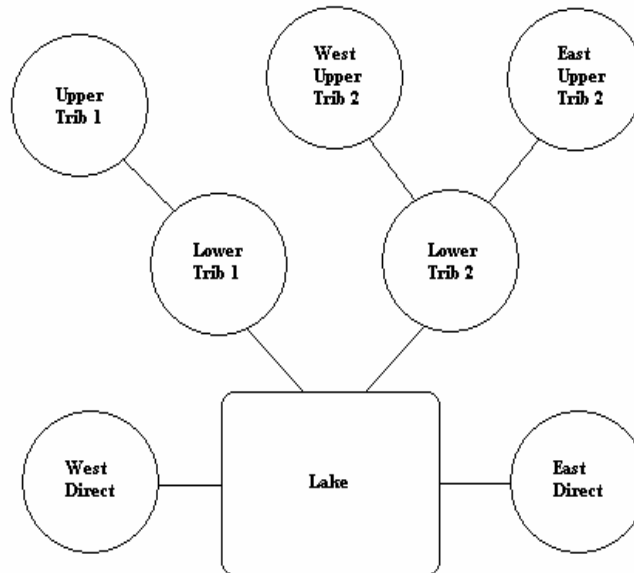 West
Upper
Trib 2
East
Upper
Trib 2
Upper
Trib 1
Lower
Trib 1
Lower
Trib 2
West
Direct
Lake
East
Direct